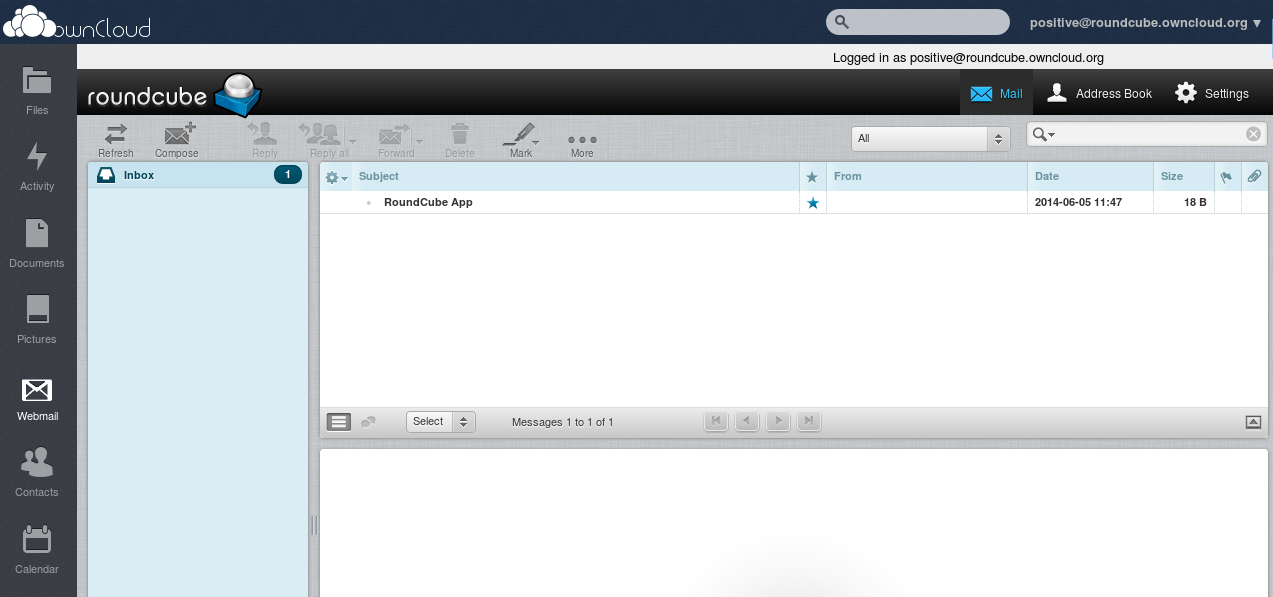 ownCloud
positive@roundcube.owncloud.org ▼
Logged in as positive@roundcube.owncloud.org
roundcube
Mail
Address Book
Settings
Files
Activity
Documents
Pictures
Webmail
Contacts
Calendar
Refresh
Compose
Reply
Reply all
Forward
Delete
Mark
More
All
Inbox
1
Subject
From
Date
Size
RoundCube App
2014-06-05 11:47
18 B
Select
Messages 1 to 1 of 1